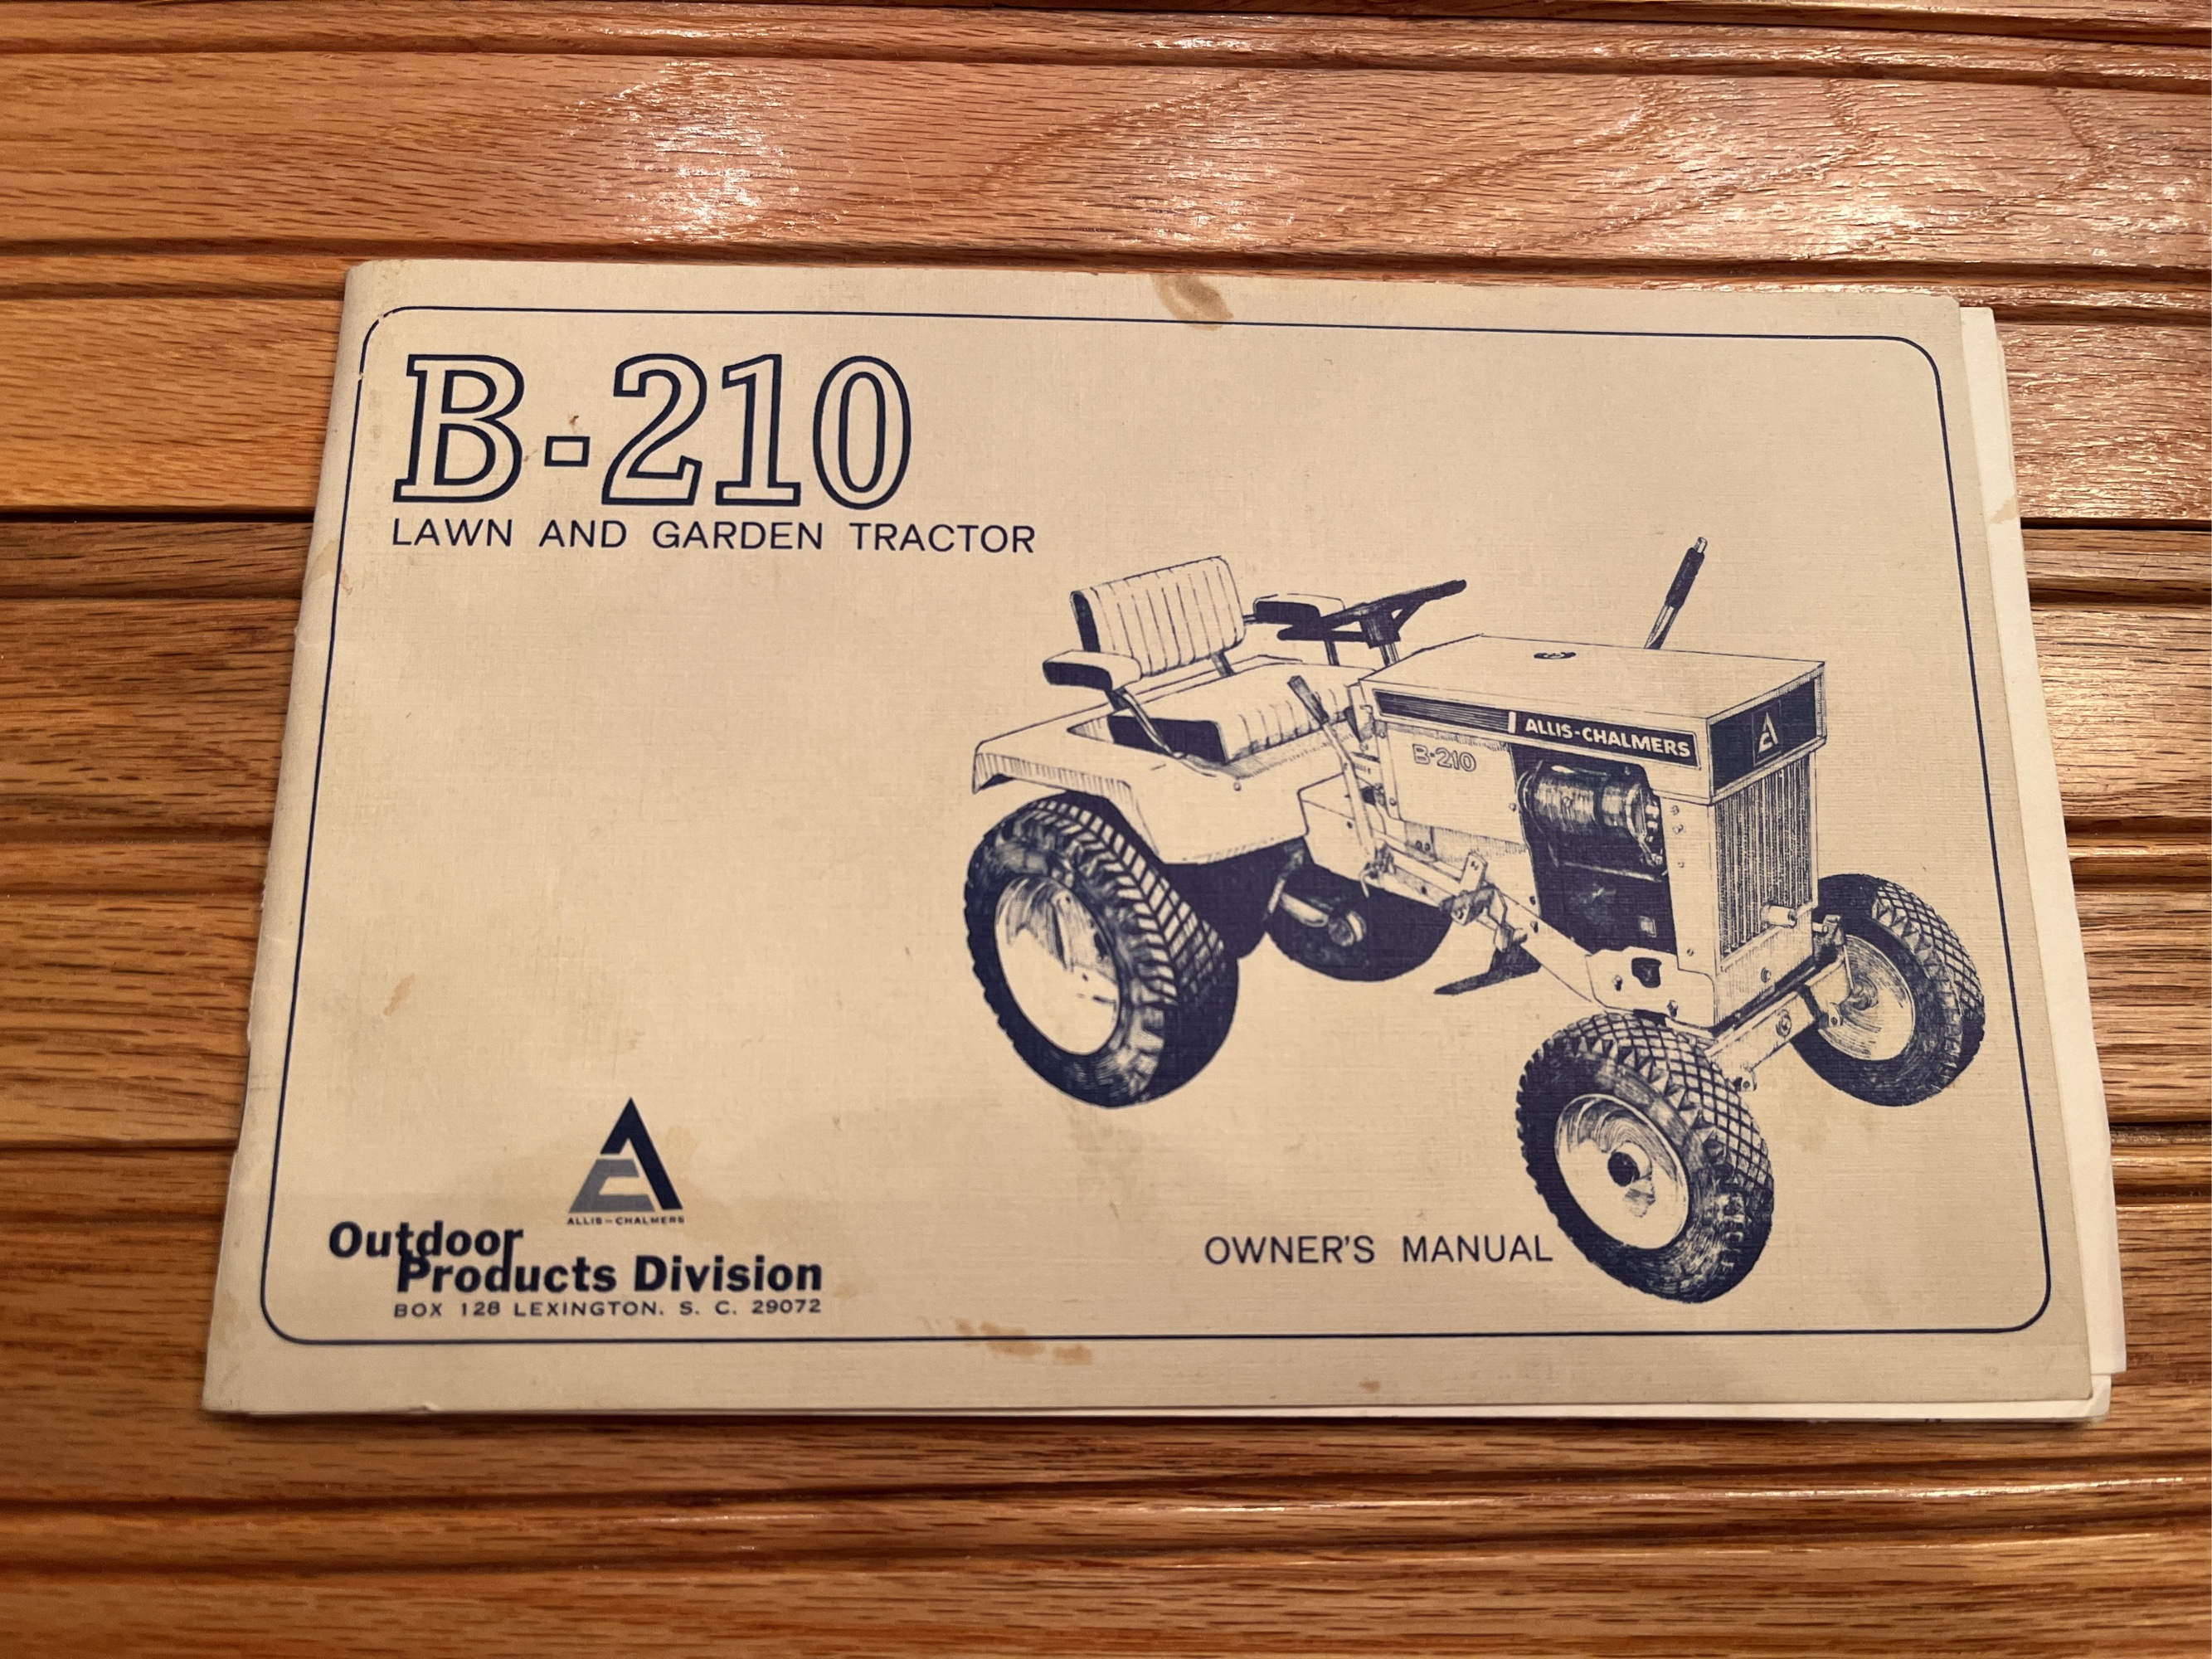 B-210
LAWN AND GARDEN TRACTOR
ALLIS-CHALMERS
B-210
ALLIS-CHALMERS
Outdoor
Products Division
BOX 128 LEXINGTON, S. C. 29072
OWNER'S MANUAL